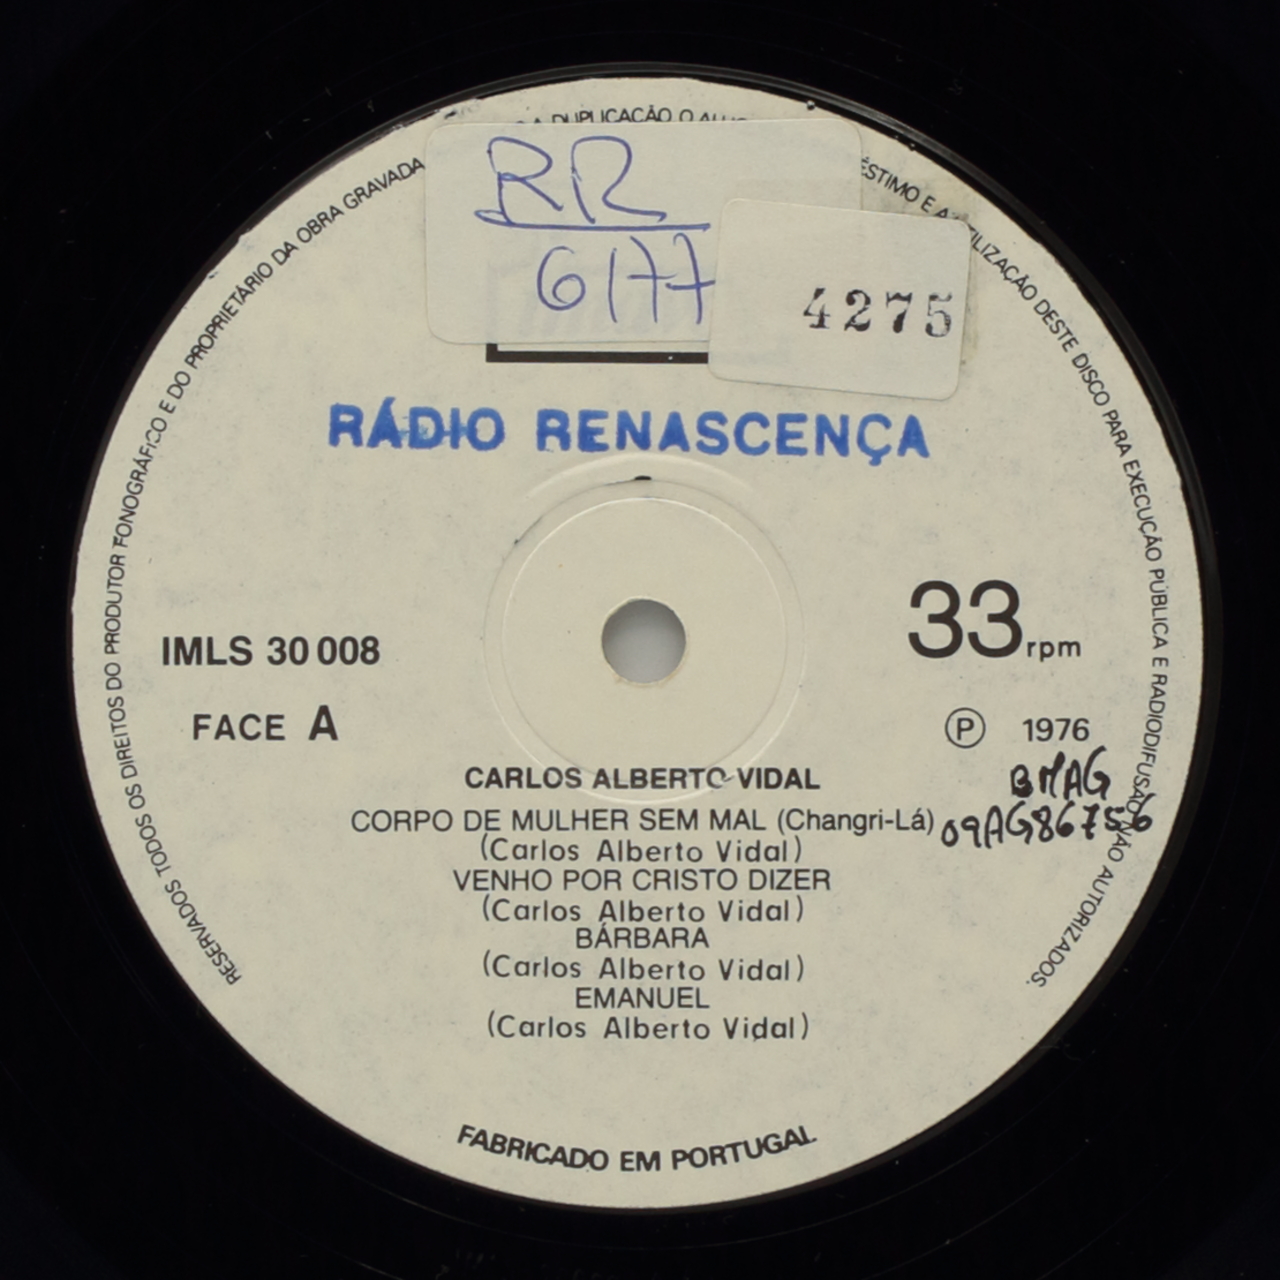 RESERVADOS TODOS OS DIREITOS DO PRODUTOR FONOGRÁFICO E DO PROPRIETÁRIO DA OBRA GRAVADA
DUPLICAÇÃO O
E A
UTILIZAÇÃO DESTE DISCO PARA EXECUÇÃO PÚBLICA E RADIODIFUSÃO NÃO AUTORIZADOS.
RR
6177
4275
RÁDIO RENASCENÇA
IMLS 30 008
33 rpm
FACE A
Ⓟ 1976
BMAG
09AG86756
CARLOS ALBERTO VIDAL
CORPO DE MULHER SEM MAL (Changri-Lá)
(Carlos Alberto Vidal)
VENHO POR CRISTO DIZER
(Carlos Alberto Vidal)
BÁRBARA
(Carlos Alberto Vidal)
EMANUEL
(Carlos Alberto Vidal)
FABRICADO EM PORTUGAL